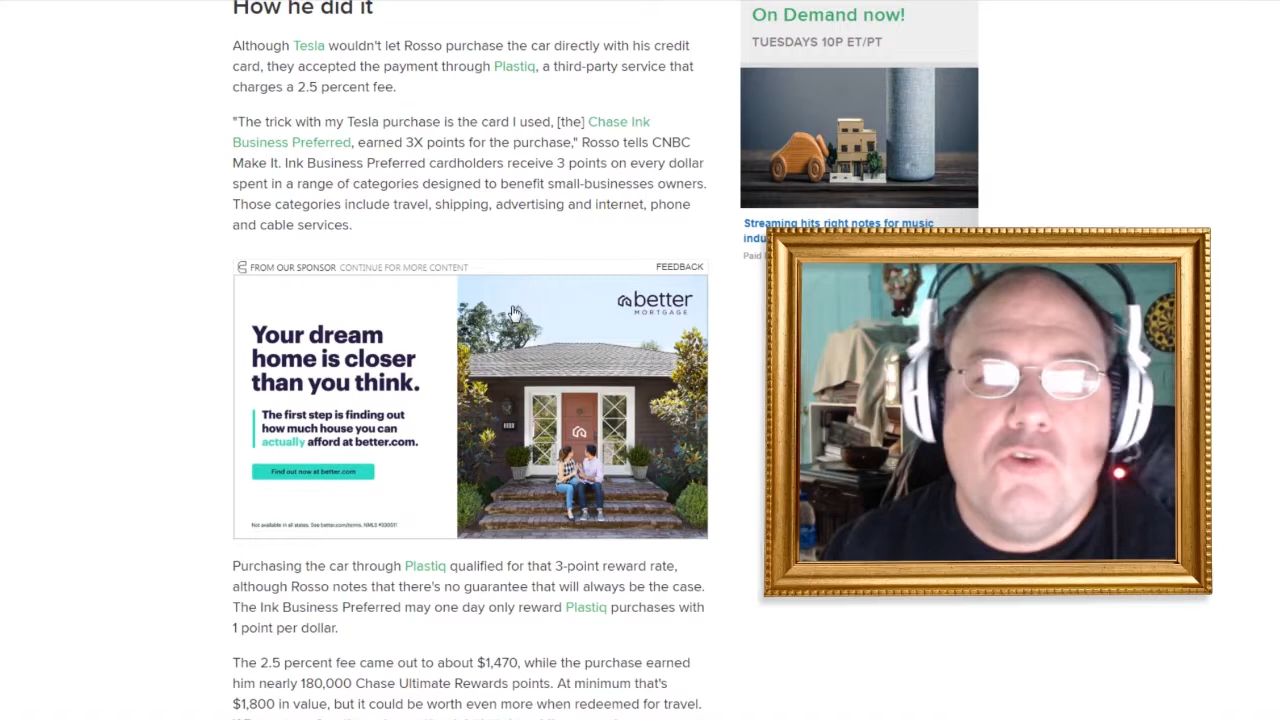 How he did it
Although Tesla wouldn't let Rosso purchase the car directly with his credit
card, they accepted the payment through Plastiq, a third-party service that
charges a 2.5 percent fee.
"The trick with my Tesla purchase is the card I used, [the] Chase Ink
Business Preferred, earned 3X points for the purchase," Rosso tells CNBC
Make It. Ink Business Preferred cardholders receive 3 points on every dollar
spent in a range of categories designed to benefit small-businesses owners.
Those categories include travel, shipping, advertising and internet, phone
and cable services.
FROM OUR SPONSOR CONTINUE FOR MORE CONTENT
FEEDBACK
better
MORTGAGE
Your dream
home is closer
than you think.
The first step is finding out
how much house you can
actually afford at better.com.
Find out now at better.com
Not available in all states. See better.com/terms. NMLS
Purchasing the car through Plastiq qualified for that 3-point reward rate,
although Rosso notes that there's no guarantee that will always be the case.
The Ink Business Preferred may one day only reward Plastiq purchases with
1 point per dollar.
The 2.5 percent fee came out to about $1,470, while the purchase earned
him nearly 180,000 Chase Ultimate Rewards points. At minimum that's
$1,800 in value, but it could be worth even more when redeemed for travel.
On Demand now!
TUESDAYS 10P ET/PT
Streaming hits right notes for music
Paid